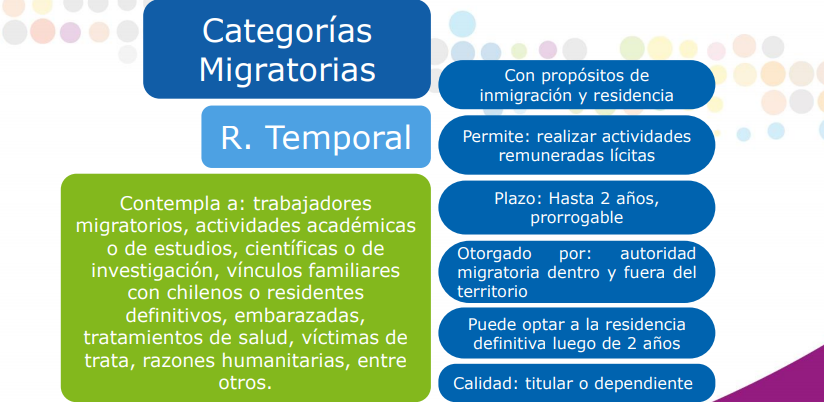 Categorías
Migratorias
R. Temporal
Contempla a: trabajadores
migratorios, actividades académicas
o de estudios, científicas o de
investigación, vínculos familiares
con chilenos o residentes
definitivos, embarazadas,
tratamientos de salud, víctimas de
trata, razones humanitarias, entre
otros.
Con propósitos de
inmigración y residencia
Permite: realizar actividades
remuneradas lícitas
Plazo: Hasta 2 años,
prorrogable
Otorgado por: autoridad
migratoria dentro y fuera del
territorio
Puede optar a la residencia
definitiva luego de 2 años
Calidad: titular o dependiente